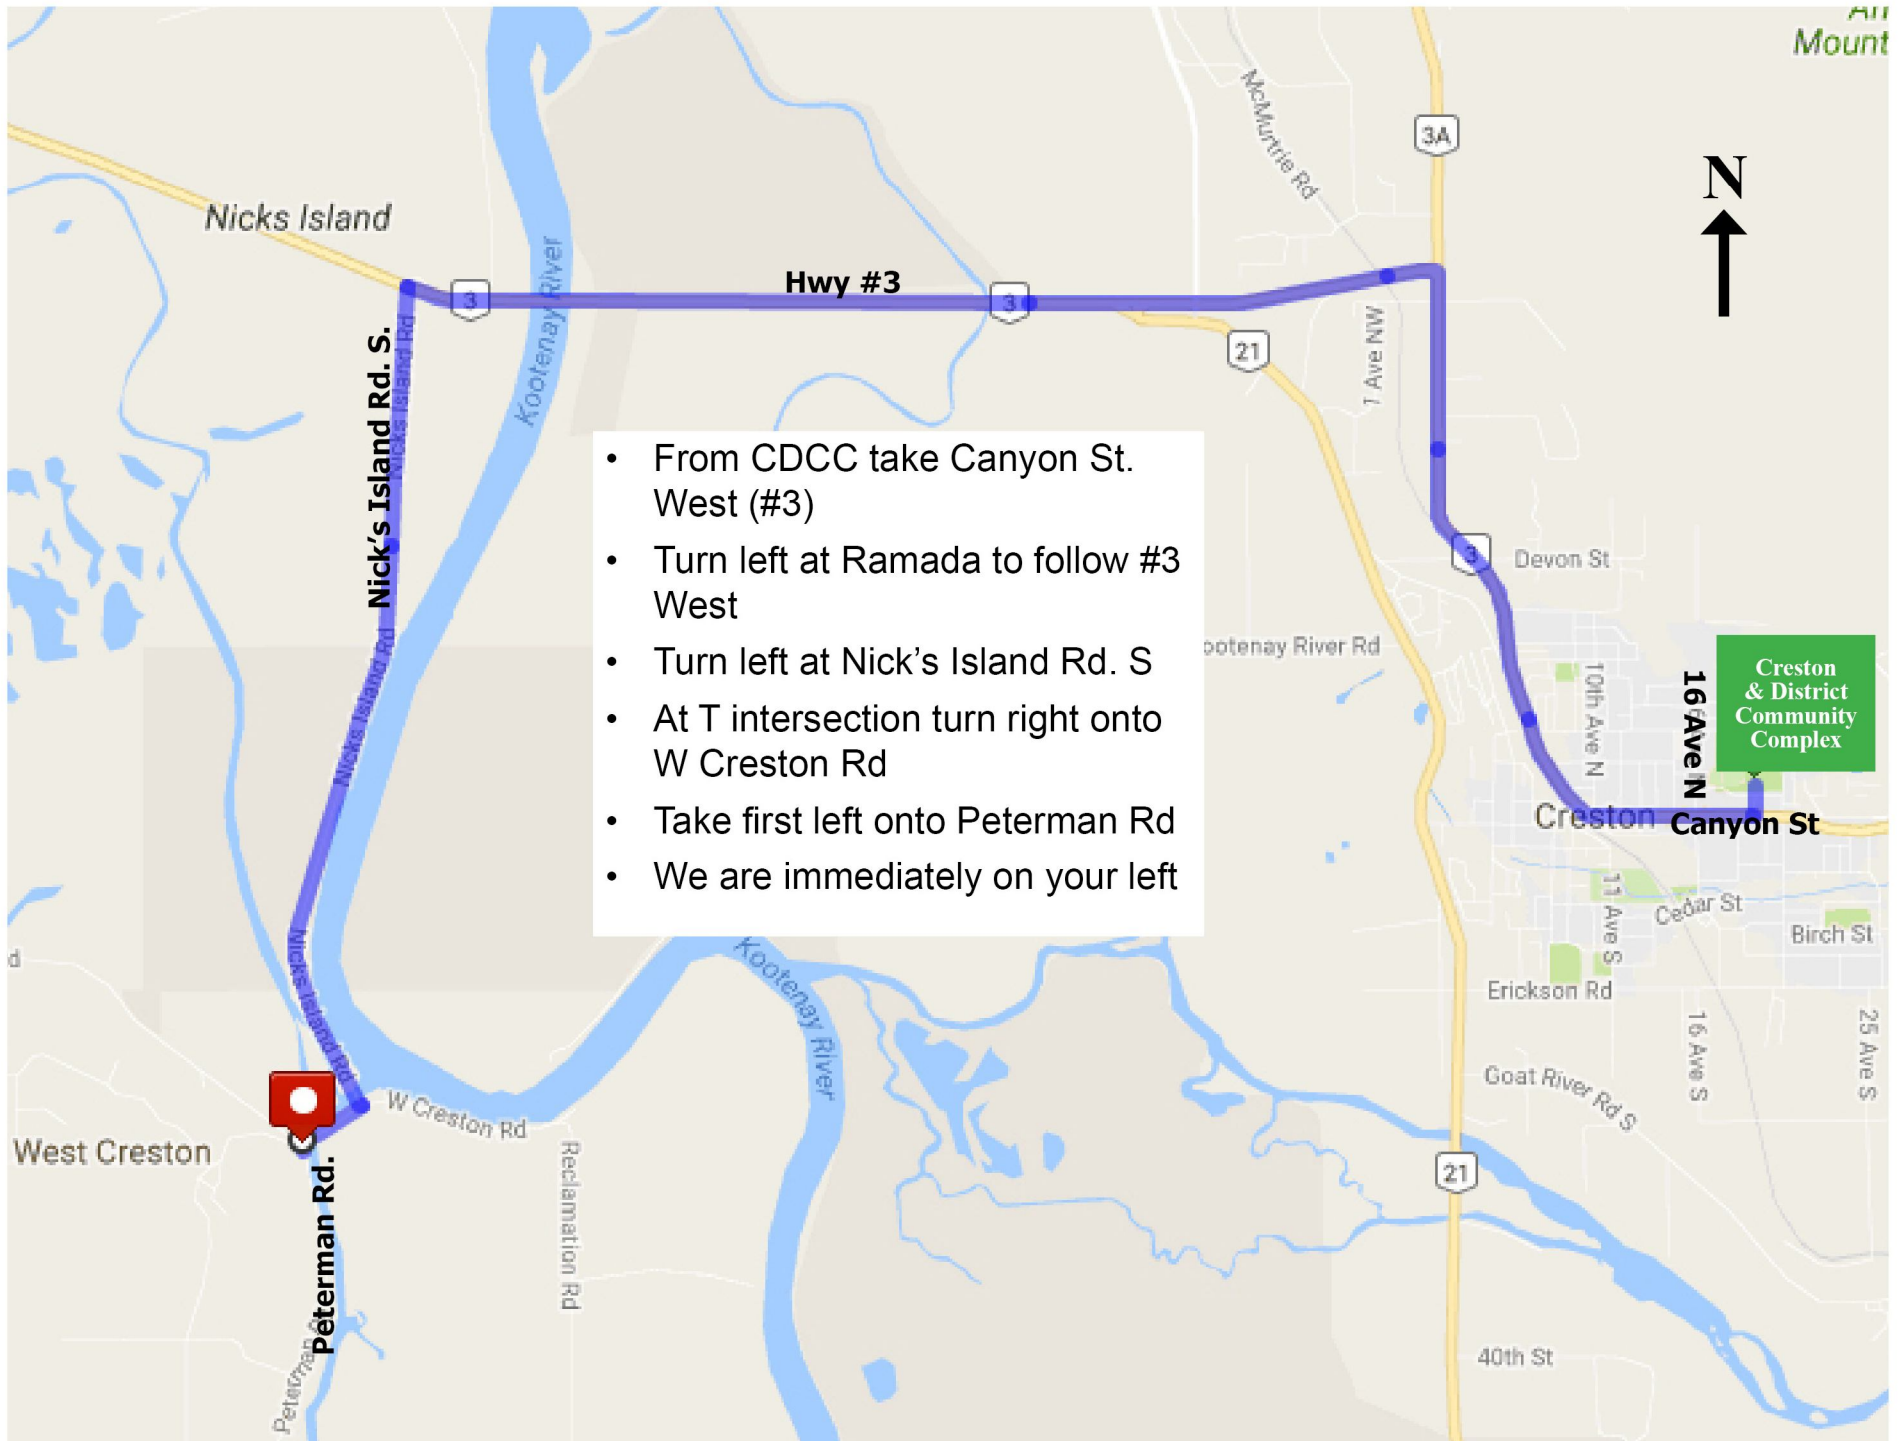 An
Mount
3A
McMurtrie Rd
N
Nicks Island
Kootenay River
Hwy #3
3
3
21
1 Ave NW
Nick's Island Rd. S.
Nicks Island Rd
• From CDCC take Canyon St.
West (#3)
• Turn left at Ramada to follow #3
West
• Turn left at Nick’s Island Rd. S
• At T intersection turn right onto
W Creston Rd
• Take first left onto Peterman Rd
• We are immediately on your left
3
Devon St
ootenay River Rd
10th Ave N
16 Ave N
Creston
& District
Community
Complex
Creston
Canyon St
Nicks Island Rd
11 Ave S
Cedar St
Birch St
d
Kootenay River
Erickson Rd
Nicks Island Rd
16 Ave S
25 Ave S
Goat River Rd S
W Creston Rd
West Creston
Reclamation Rd
21
Peterman Rd.
Peterman
40th St